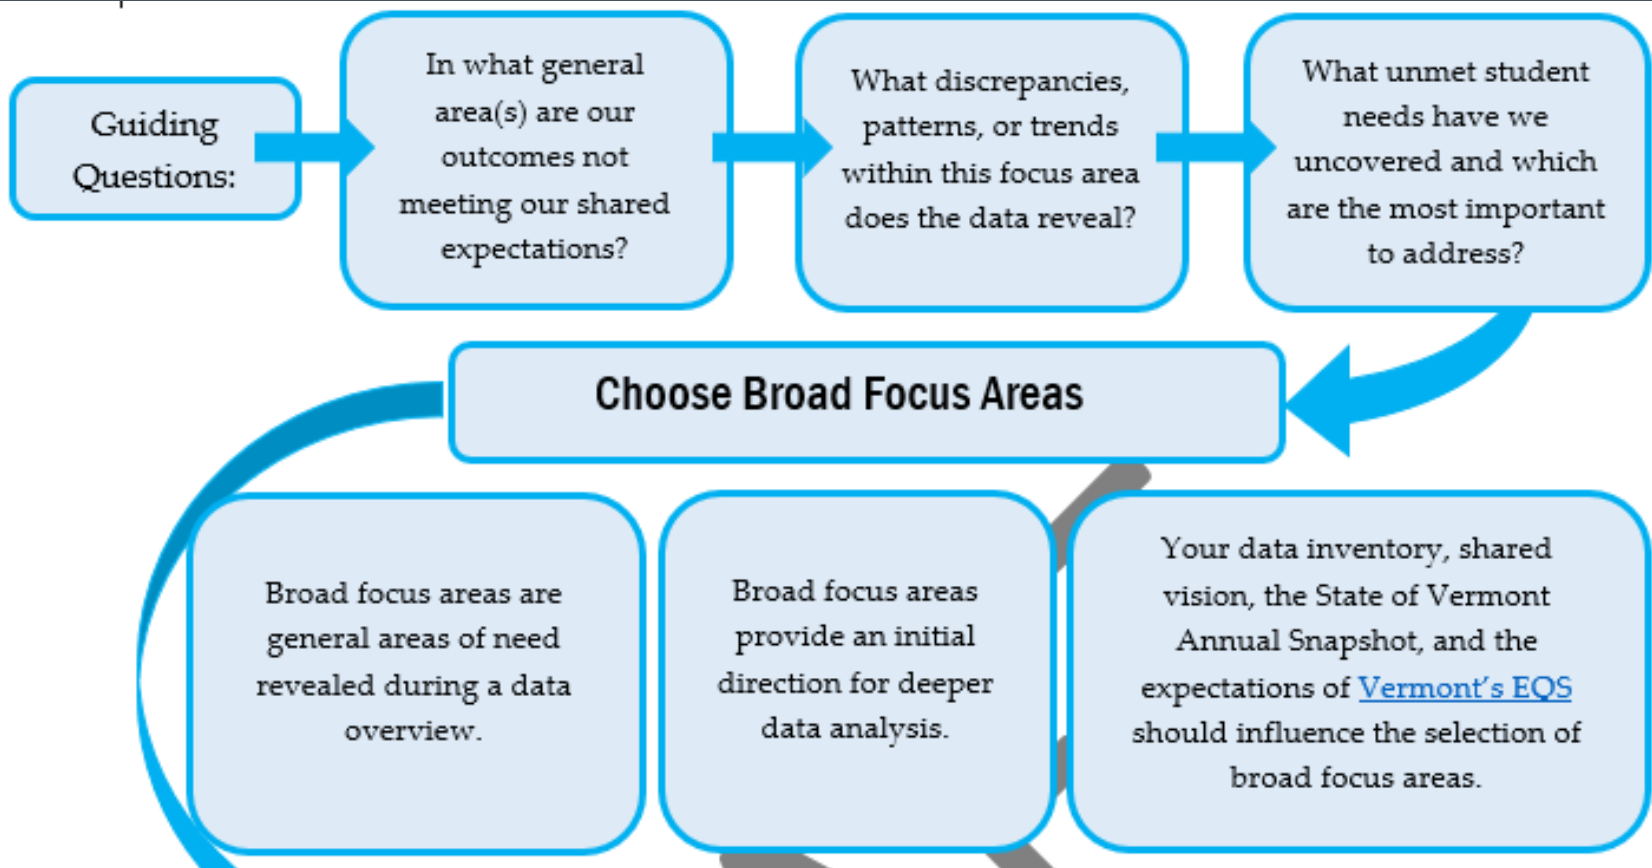 Guiding
Questions:
In what general
area(s) are our
outcomes not
meeting our shared
expectations?
What discrepancies,
patterns, or trends
within this focus area
does the data reveal?
What unmet student
needs have we
uncovered and which
are the most important
to address?
Choose Broad Focus Areas
Broad focus areas are
general areas of need
revealed during a data
overview.
Broad focus areas
provide an initial
direction for deeper
data analysis.
Your data inventory, shared
vision, the State of Vermont
Annual Snapshot, and the
expectations of Vermont's EQS
should influence the selection of
broad focus areas.